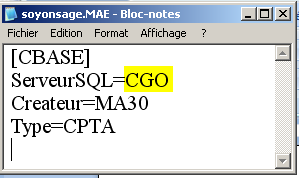 soyonsage.MAE - Bloc-notes
Fichier Edition Format Affichage ?
[CBASE]
ServeurSQL=CGO
Createur=MA30
Type=CPTA